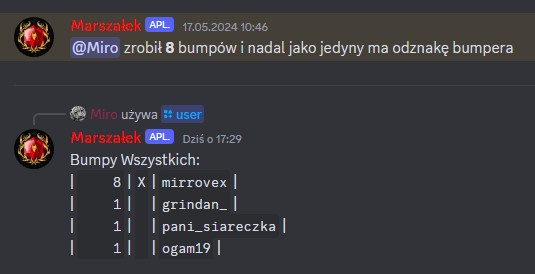 Marszałek APL. 17.05.2024 10:46
@Miro zrobił 8 bumpów i nadal jako jedyny ma odznakę bumpera
Miro używa user
Marszałek APL. Dziś o 17:29
Bumpy Wszystkich:
| 8 | X | mirrovex |
| 1 | | grindan_ |
| 1 | | pani_siareczka |
| 1 | | ogam19 |